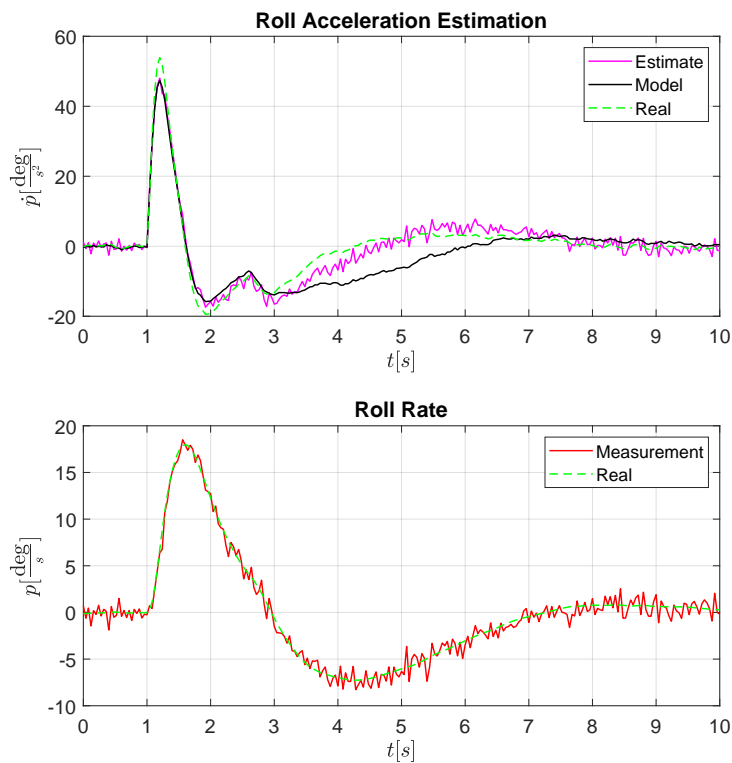 Roll Acceleration Estimation
60
40
20
0
-20
ṗ[deg/s²]
Estimate
Model
Real
0 1 2 3 4 5 6 7 8 9 10
t[s]
Roll Rate
20
15
10
5
0
-5
-10
p[deg/s]
Measurement
Real
0 1 2 3 4 5 6 7 8 9 10
t[s]